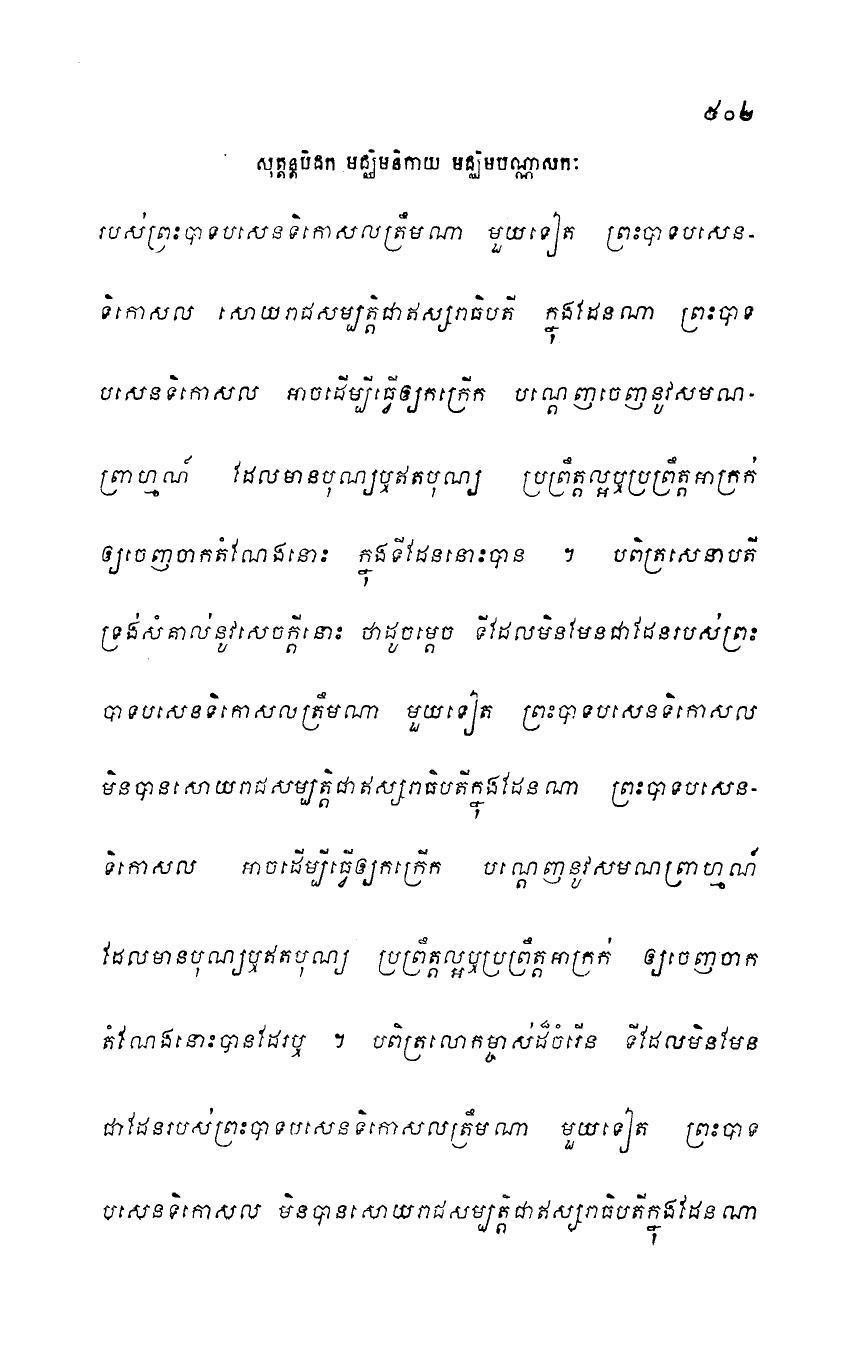 ៥០២
សុត្តន្តបិដក មជ្ឈិមនិកាយ មជ្ឈិមបណ្ណាសកៈ
របស់ព្រះបាទបសេនទិកោសលត្រឹមណា មួយទៀត ព្រះបាទបសេន-
ទិកោសល សោយរាជសម្បត្តិជាឥស្សរាធិបតី ក្នុងដែនណា ព្រះបាទ
បសេនទិកោសល អាចដើម្បីធ្វើឲ្យកក្រើក បណ្តេញចេញនូវសមណ-
ព្រាហ្មណ៍ ដែលមានបុណ្យឬឥតបុណ្យ ប្រព្រឹត្តល្អឬប្រព្រឹត្តអាក្រក់
ឲ្យចេញចាកតំណែងនោះ ក្នុងទីដែននោះបាន ។ បពិត្រសេនាបតី
ទ្រង់សំគាល់នូវសេចក្តីនោះ ថាដូចម្តេច ទីដែលមិនមែនជាដែនរបស់ព្រះ
បាទបសេនទិកោសលត្រឹមណា មួយទៀត ព្រះបាទបសេនទិកោសល
មិនបានសោយរាជសម្បត្តិជាឥស្សរាធិបតីក្នុងដែនណា ព្រះបាទបសេន-
ទិកោសល អាចដើម្បីធ្វើឲ្យកក្រើក បណ្តេញនូវសមណព្រាហ្មណ៍
ដែលមានបុណ្យឬឥតបុណ្យ ប្រព្រឹត្តល្អឬប្រព្រឹត្តអាក្រក់ ឲ្យចេញចាក
តំណែងនោះបានដែរឬ ។ បពិត្រលោកម្ចាស់ដ៏ចំរើន ទីដែលមិនមែន
ជាដែនរបស់ព្រះបាទបសេនទិកោសលត្រឹមណា មួយទៀត ព្រះបាទ
បសេនទិកោសល មិនបានសោយរាជសម្បត្តិជាឥស្សរាធិបតីក្នុងដែនណា